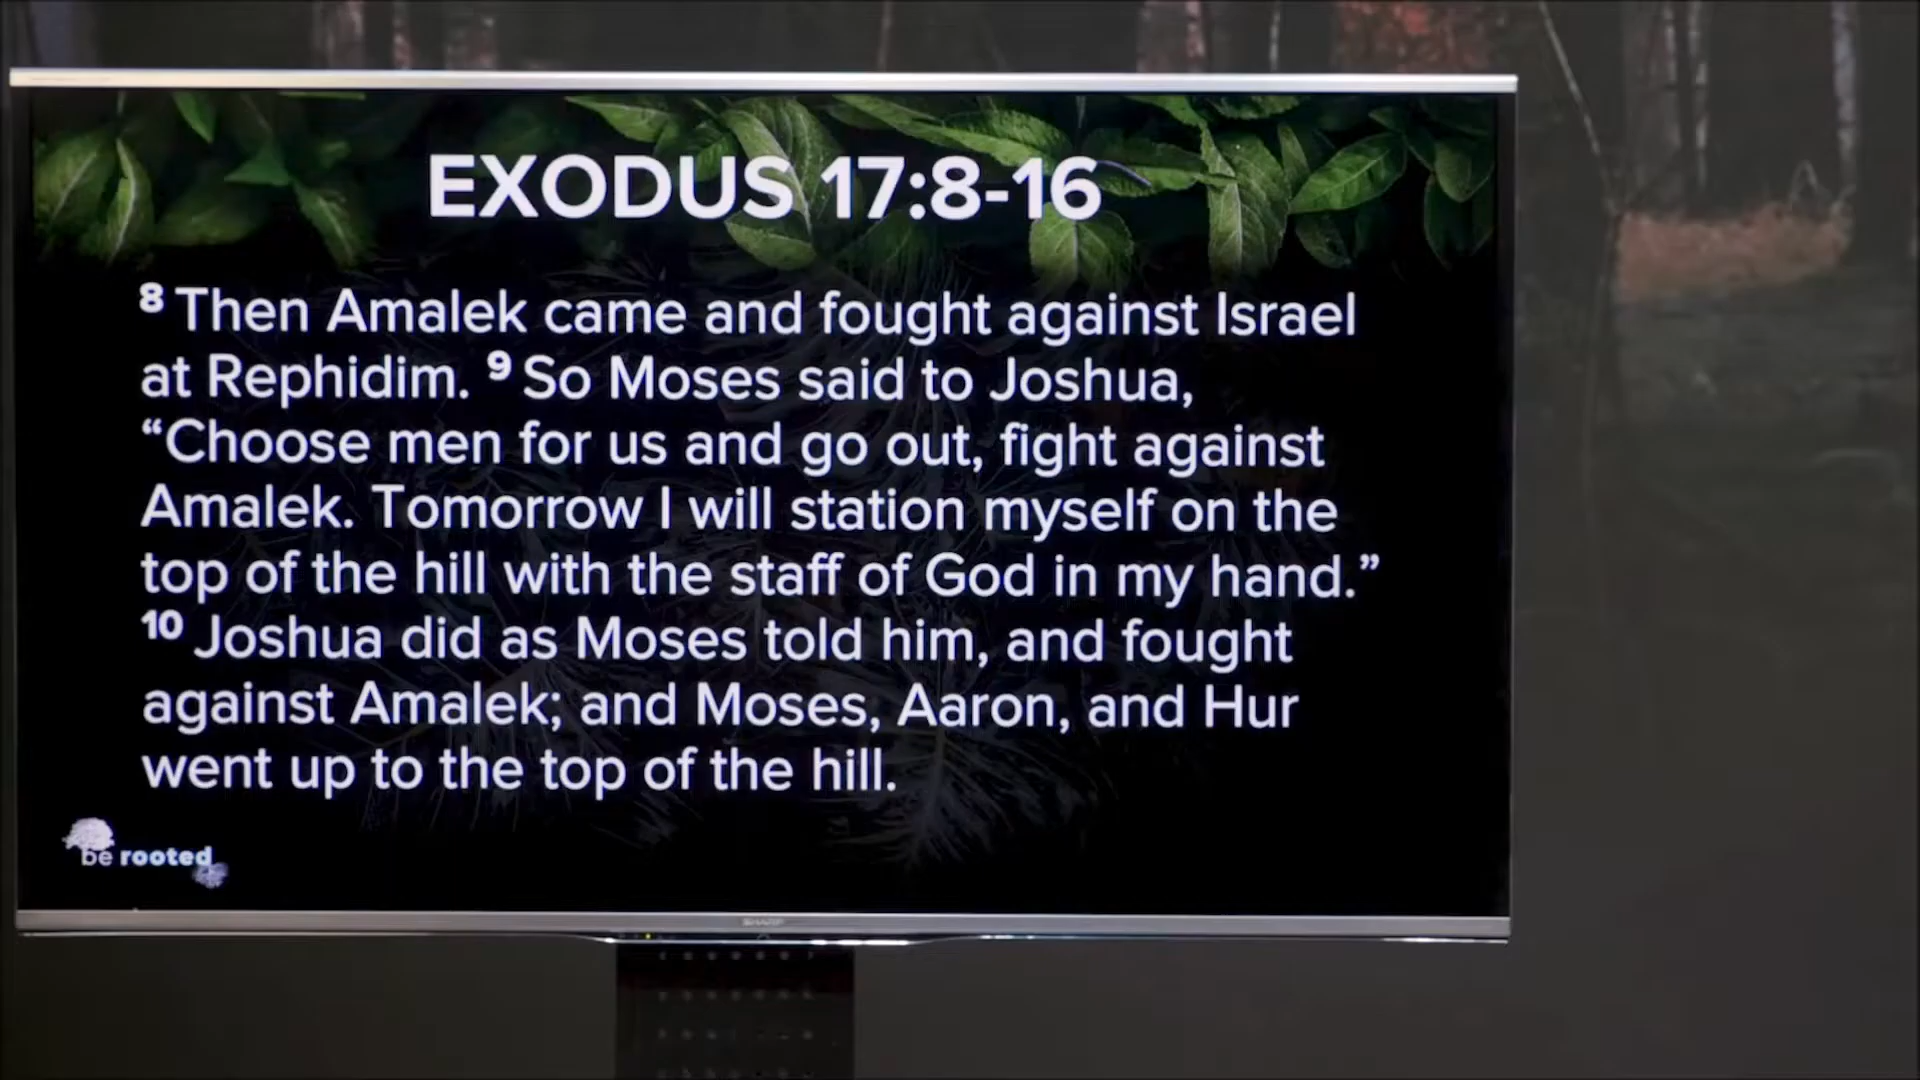 EXODUS 17:8-16
8 Then Amalek came and fought against Israel
at Rephidim. 9 So Moses said to Joshua,
“Choose men for us and go out, fight against
Amalek. Tomorrow I will station myself on the
top of the hill with the staff of God in my hand.”
10 Joshua did as Moses told him, and fought
against Amalek; and Moses, Aaron, and Hur
went up to the top of the hill.
be rooted
SHARP